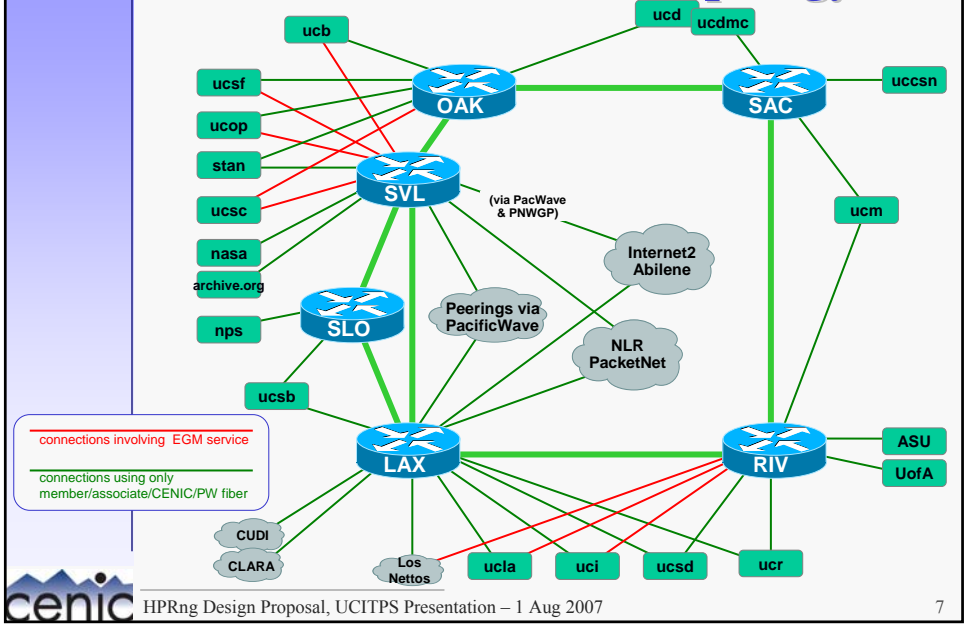 ucb
ucd
ucdmc
ucsf
OAK
SAC
uccsn
ucop
stan
SVL
(via PacWave
& PNWGP)
ucsc
ucm
nasa
Internet2
Abilene
archive.org
Peerings via
PacificWave
nps
SLO
NLR
PacketNet
ucsb
connections involving EGM service
connections using only
member/associate/CENIC/PW fiber
LAX
RIV
ASU
UofA
CUDI
CLARA
Los
Nettos
ucla
uci
ucsd
ucr
cenic
HPRng Design Proposal, UCITPS Presentation – 1 Aug 2007
7